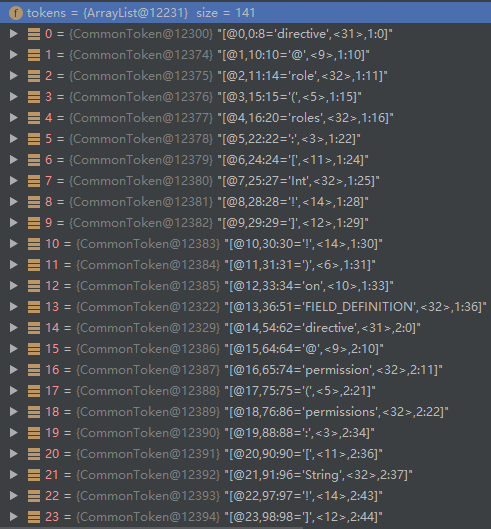 f tokens = {ArrayList@12231} size = 141
0 = {CommonToken@12300} "[@0,0:8='directive',<31>,1:0]"
1 = {CommonToken@12374} "[@1,10:10='@',<9>,1:10]"
2 = {CommonToken@12375} "[@2,11:14='role',<32>,1:11]"
3 = {CommonToken@12376} "[@3,15:15='(',<5>,1:15]"
4 = {CommonToken@12377} "[@4,16:20='roles',<32>,1:16]"
5 = {CommonToken@12378} "[@5,22:22=':',<3>,1:22]"
6 = {CommonToken@12379} "[@6,24:24='[',<11>,1:24]"
7 = {CommonToken@12380} "[@7,25:27='Int',<32>,1:25]"
8 = {CommonToken@12381} "[@8,28:28='!',<14>,1:28]"
9 = {CommonToken@12382} "[@9,29:29=']',<12>,1:29]"
10 = {CommonToken@12383} "[@10,30:30='!',<14>,1:30]"
11 = {CommonToken@12384} "[@11,31:31=')',<6>,1:31]"
12 = {CommonToken@12385} "[@12,33:34='on',<10>,1:33]"
13 = {CommonToken@12322} "[@13,36:51='FIELD_DEFINITION',<32>,1:36]"
14 = {CommonToken@12329} "[@14,54:62='directive',<31>,2:0]"
15 = {CommonToken@12386} "[@15,64:64='@',<9>,2:10]"
16 = {CommonToken@12387} "[@16,65:74='permission',<32>,2:11]"
17 = {CommonToken@12388} "[@17,75:75='(',<5>,2:21]"
18 = {CommonToken@12389} "[@18,76:86='permissions',<32>,2:22]"
19 = {CommonToken@12390} "[@19,88:88=':',<3>,2:34]"
20 = {CommonToken@12391} "[@20,90:90='[',<11>,2:36]"
21 = {CommonToken@12392} "[@21,91:96='String',<32>,2:37]"
22 = {CommonToken@12393} "[@22,97:97='!',<14>,2:43]"
23 = {CommonToken@12394} "[@23,98:98=']',<12>,2:44]"